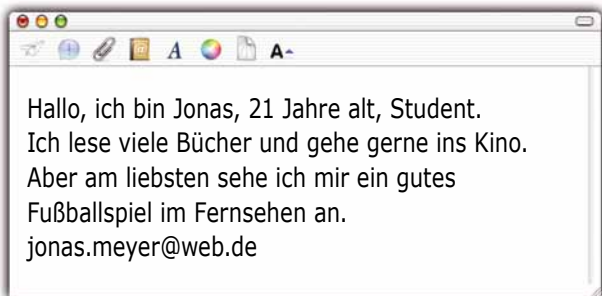 Hallo, ich bin Jonas, 21 Jahre alt, Student.
Ich lese viele Bücher und gehe gerne ins Kino.
Aber am liebsten sehe ich mir ein gutes
Fußballspiel im Fernsehen an.
jonas.meyer@web.de